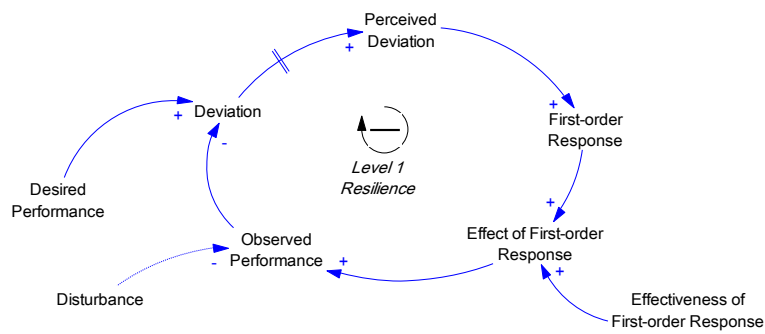 Perceived
Deviation
+
Deviation
+
-
+
First-order
Response
Level 1
Resilience
Desired
Performance
+
Effect of First-order
Response
Observed
Performance
+
-
+
Disturbance
Effectiveness of
First-order Response